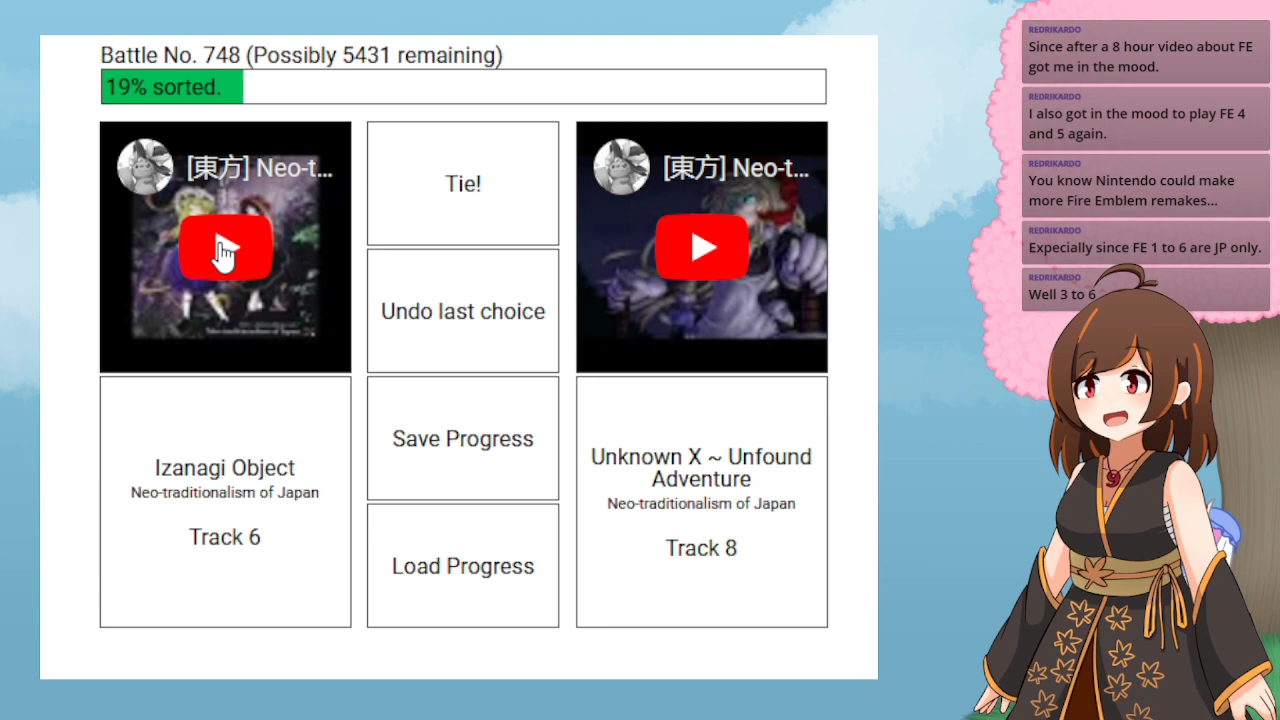 Battle No. 748 (Possibly 5431 remaining)
19% sorted.
[東方] Neo-t...
Tie!
[東方] Neo-t...
Undo last choice
Save Progress
Load Progress
Izanagi Object
Neo-traditionalism of Japan
Track 6
Unknown X ~ Unfound
Adventure
Neo-traditionalism of Japan
Track 8
REDRIKARDO
Since after a 8 hour video about FE
got me in the mood.
REDRIKARDO
I also got in the mood to play FE 4
and 5 again.
REDRIKARDO
You know Nintendo could make
more Fire Emblem remakes...
REDRIKARDO
Expecially since FE 1 to 6 are JP only.
REDRIKARDO
Well 3 to 6
9